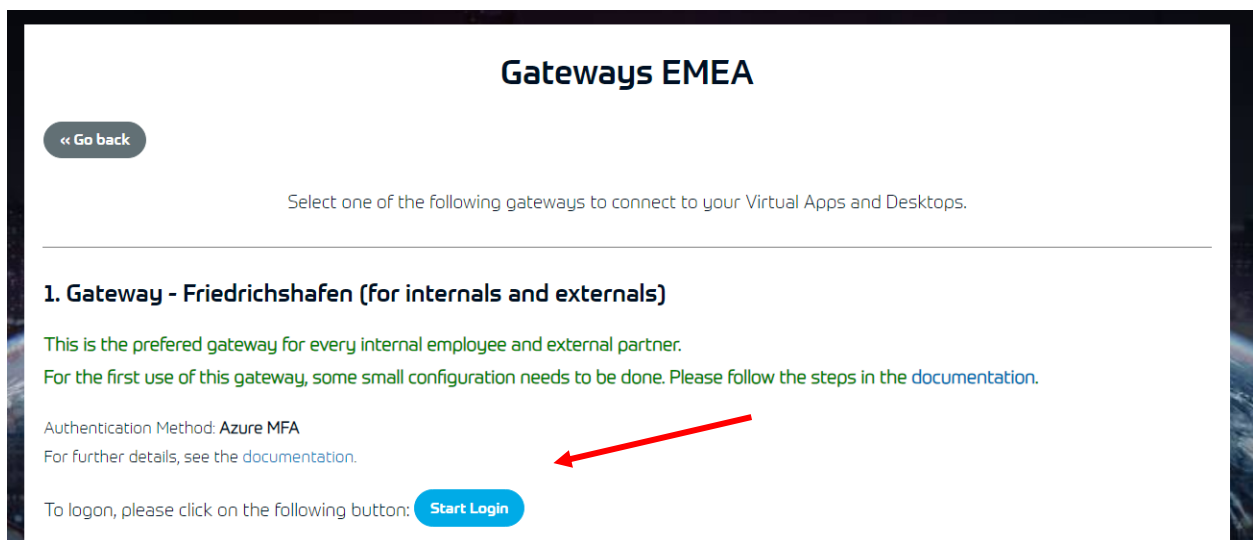 Gateways EMEA
« Go back
Select one of the following gateways to connect to your Virtual Apps and Desktops.
1. Gateway - Friedrichshafen (for internals and externals)
This is the prefered gateway for every internal employee and external partner.
For the first use of this gateway, some small configuration needs to be done. Please follow the steps in the documentation.
Authentication Method: Azure MFA
For further details, see the documentation.
To logon, please click on the following button: Start Login